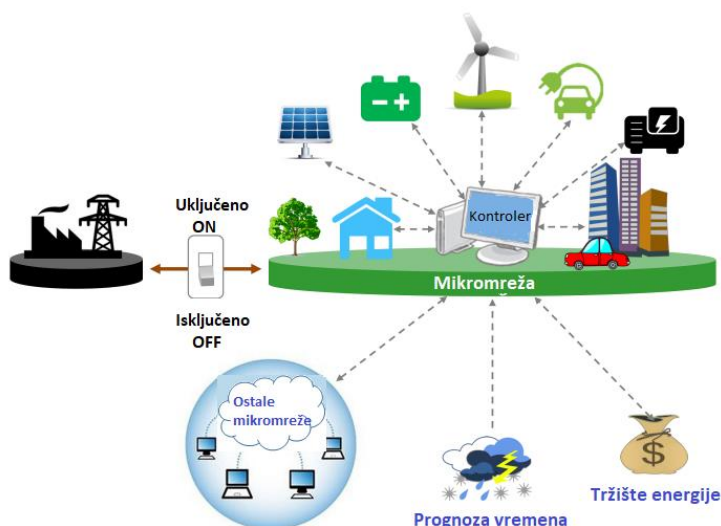 Kontroler
Uključeno
ON
Mikromreža
Isključeno
OFF
Ostale
mikromreže
Tržište energije
Prognoza vremena